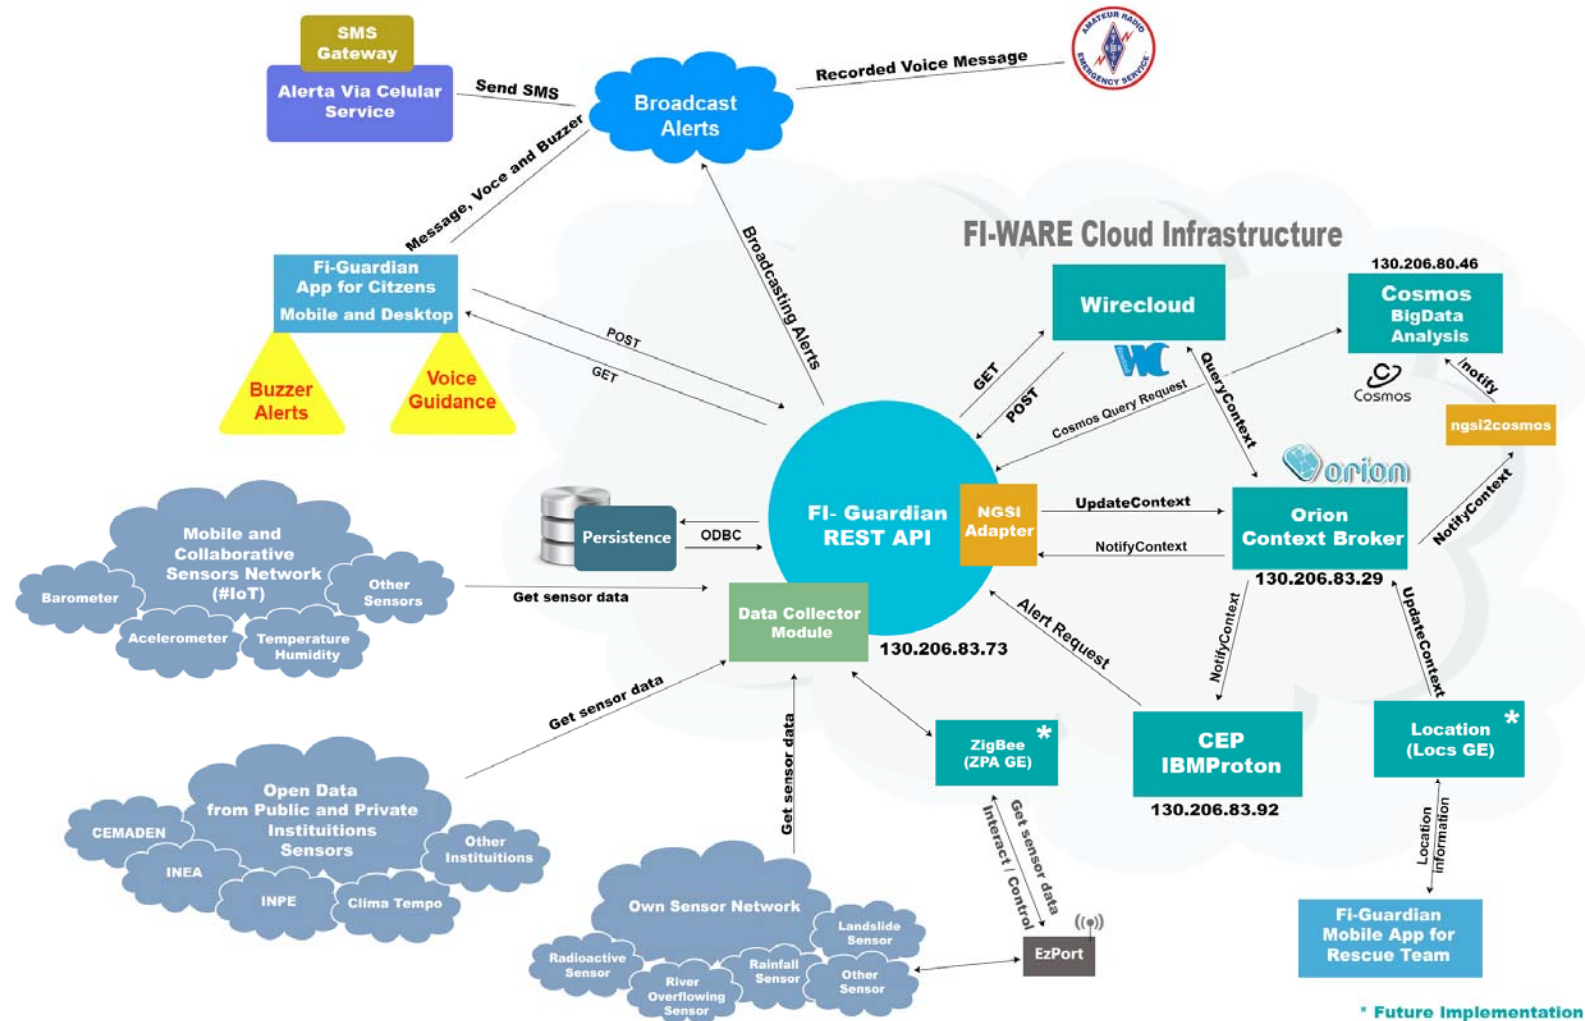 SMS
Gateway
Alerta Via Celular
Service
Send SMS
Broadcast
Alerts
Recorded Voice Message
AMATEUR RADIO
EMERGENCY SERVICE
Message, Voce and Buzzer
Broadcasting Alerts
FI-WARE Cloud Infrastructure
Fi-Guardian
App for Citzens
Mobile and Desktop
Buzzer
Alerts
Voice
Guidance
POST
GET
Wirecloud
GET
POST
QueryContext
Cosmos Query Request
130.206.80.46
Cosmos
BigData
Analysis
Cosmos
/notify
ngsi2cosmos
NotifyContext
orion
Orion
Context Broker
130.206.83.29
UpdateContext
NotifyContext
NGSI
Adapter
FI- Guardian
REST API
130.206.83.73
Persistence
ODBC
Mobile and
Collaborative
Sensors Network
(#IoT)
Barometer
Acelerometer
Temperature
Humidity
Other
Sensors
Get sensor data
Data Collector
Module
Get sensor data
Get sensor data
Alert Request
NotifyContext
UpdateContext
CEP
IBMProton
130.206.83.92
Location *
(Locs GE)
ZigBee *
(ZPA GE)
Get sensor data
Interact / Control
EzPort
Location
information
Fi-Guardian
Mobile App for
Rescue Team
Open Data
from Public and Private
Instituitions
Sensors
CEMADEN
INEA
INPE
Clima Tempo
Other
Instituitions
Own Sensor Network
Radioactive
Sensor
River
Overflowing
Sensor
Rainfall
Sensor
Landslide
Sensor
Other
Sensor
* Future Implementation